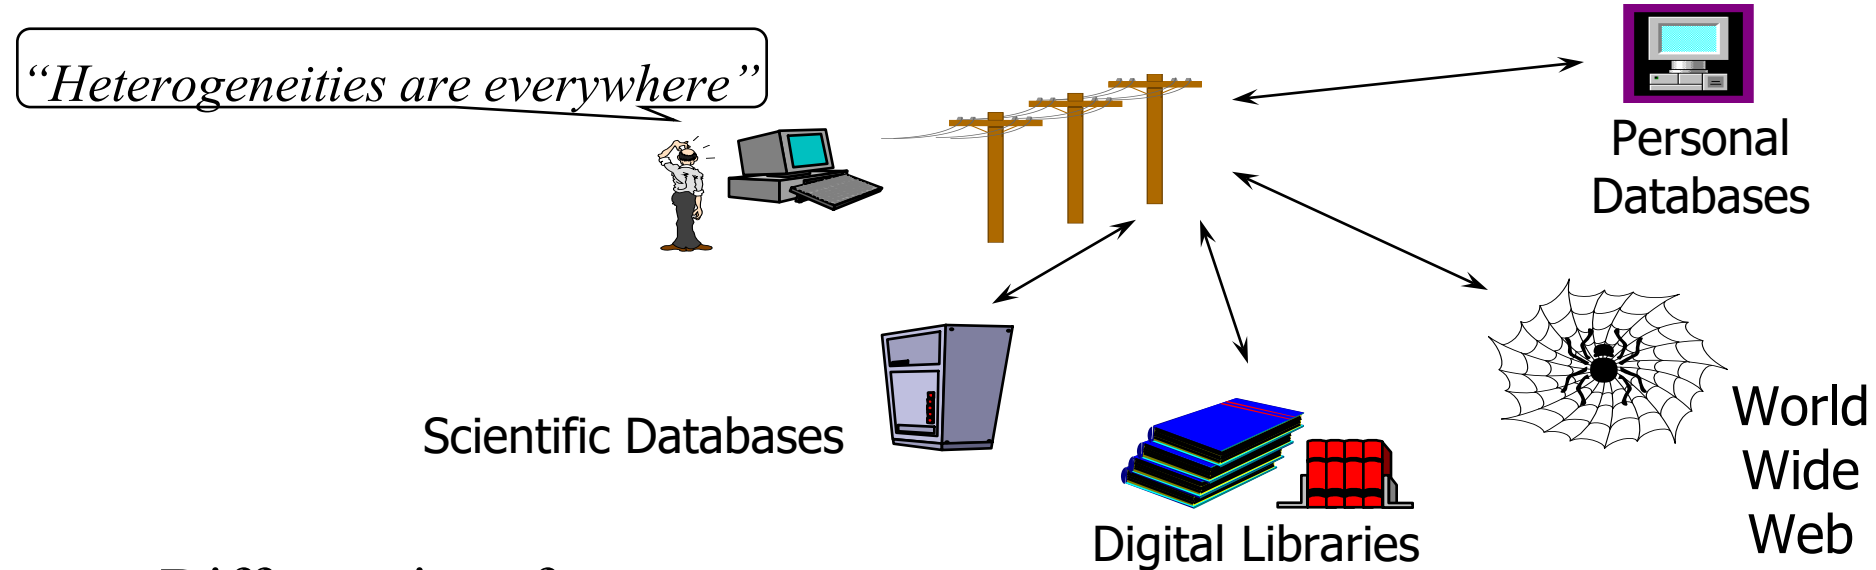 “Heterogeneities are everywhere”
Personal
Databases
Scientific Databases
World
Wide
Web
Digital Libraries